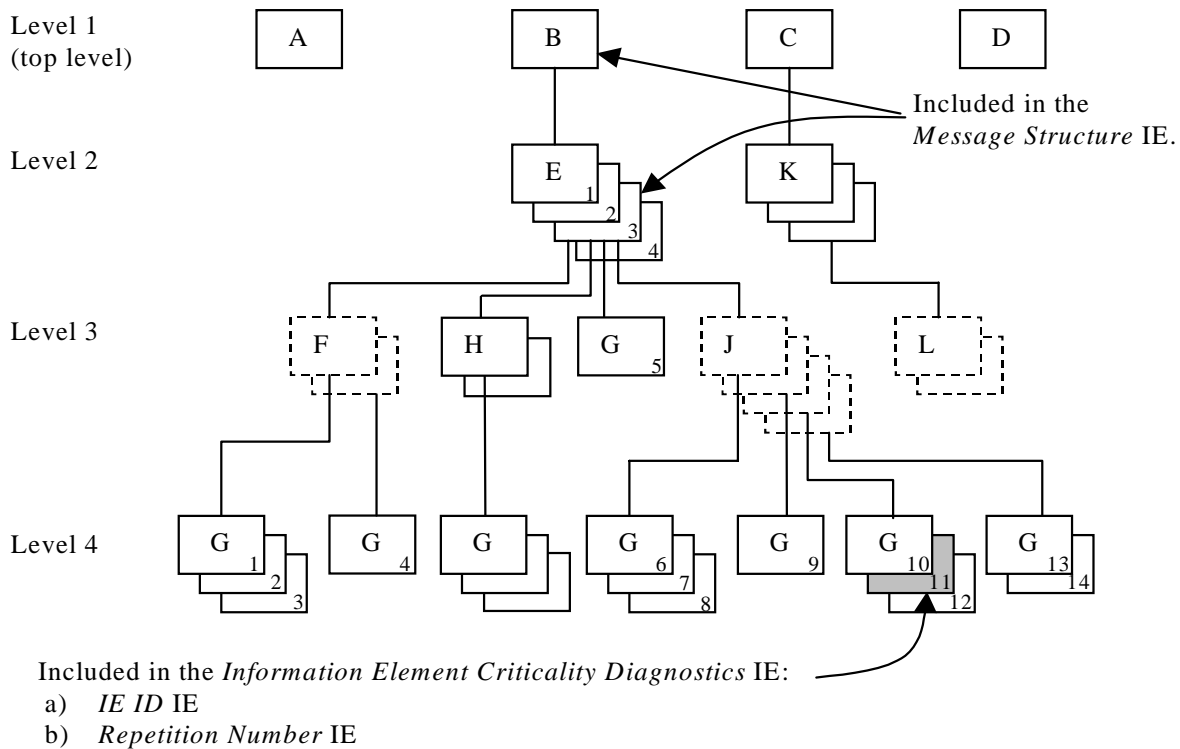 Level 1
(top level)
A
B
C
D
Included in the
Message Structure IE.
Level 2
E
1
2
3
4
K
Level 3
F
H
G
5
J
L
Level 4
G
1
2
3
G
4
G
G
6
7
8
G
9
G
10
11
12
G
13
14
Included in the Information Element Criticality Diagnostics IE:
a) IE ID IE
b) Repetition Number IE